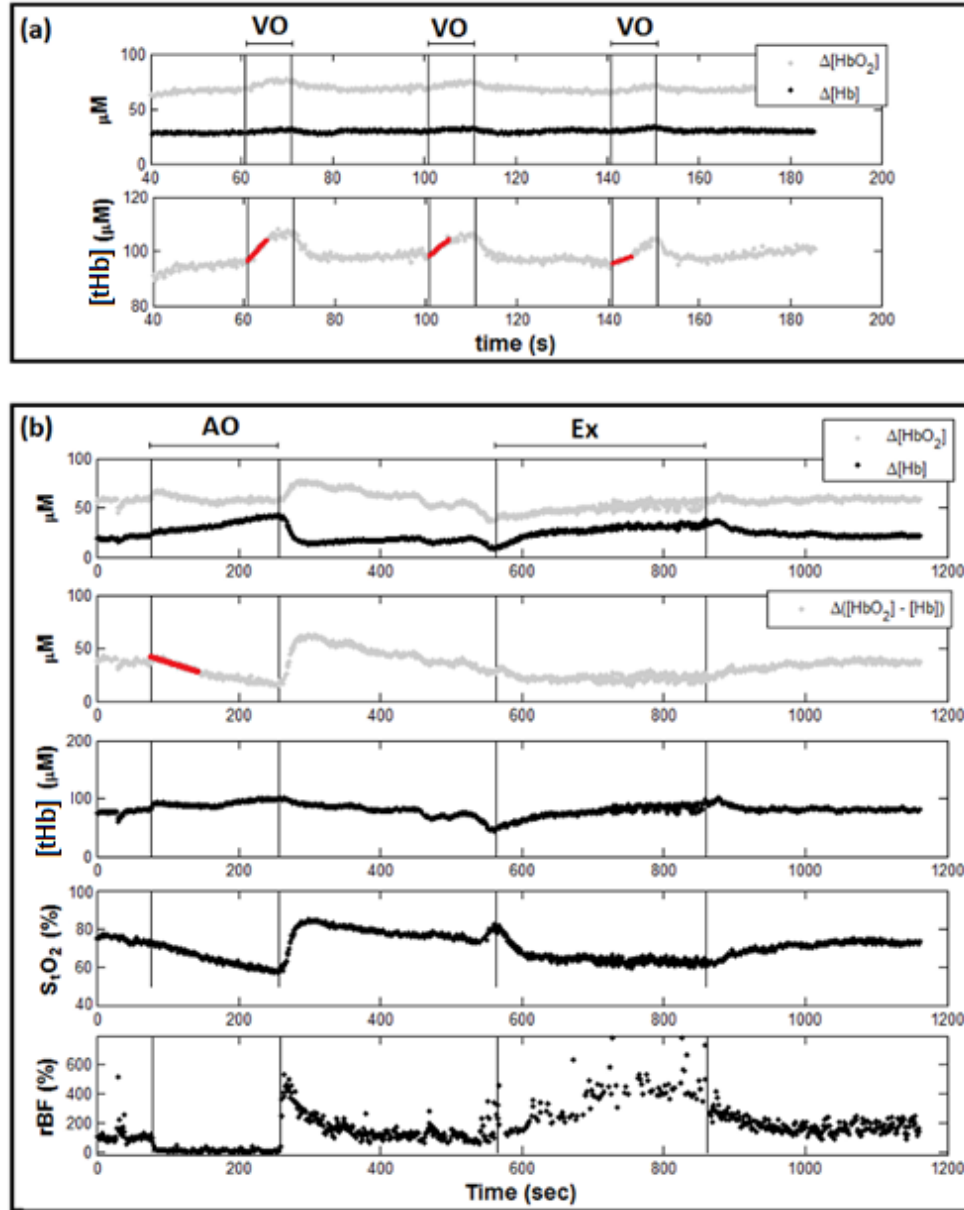 (a)
VO VO VO
Δ[HbO₂]
Δ[Hb]
μM
100
50
0
40 60 80 100 120 140 160 180 200
[tHb] (μM)
120
100
80
40 60 80 100 120 140 160 180 200
time (s)
(b)
AO Ex
Δ[HbO₂]
Δ[Hb]
μM
100
50
0
0 200 400 600 800 1000 1200
Δ([HbO₂] - [Hb])
μM
100
50
0
0 200 400 600 800 1000 1200
[tHb] (μM)
200
100
0
0 200 400 600 800 1000 1200
StO₂ (%)
100
80
60
40
0 200 400 600 800 1000 1200
rBF (%)
600
400
200
0
0 200 400 600 800 1000 1200
Time (sec)